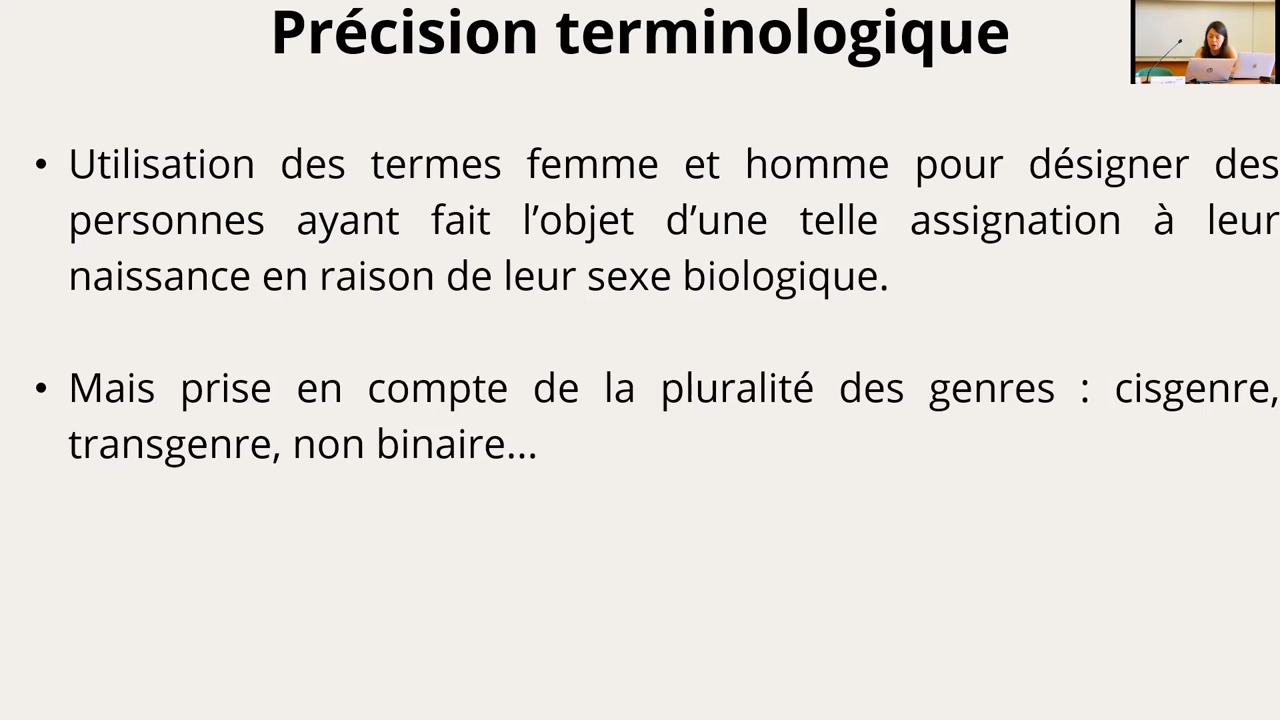 Précision terminologique
• Utilisation des termes femme et homme pour désigner des
personnes ayant fait l’objet d’une telle assignation à leur
naissance en raison de leur sexe biologique.
• Mais prise en compte de la pluralité des genres : cisgenre,
transgenre, non binaire...